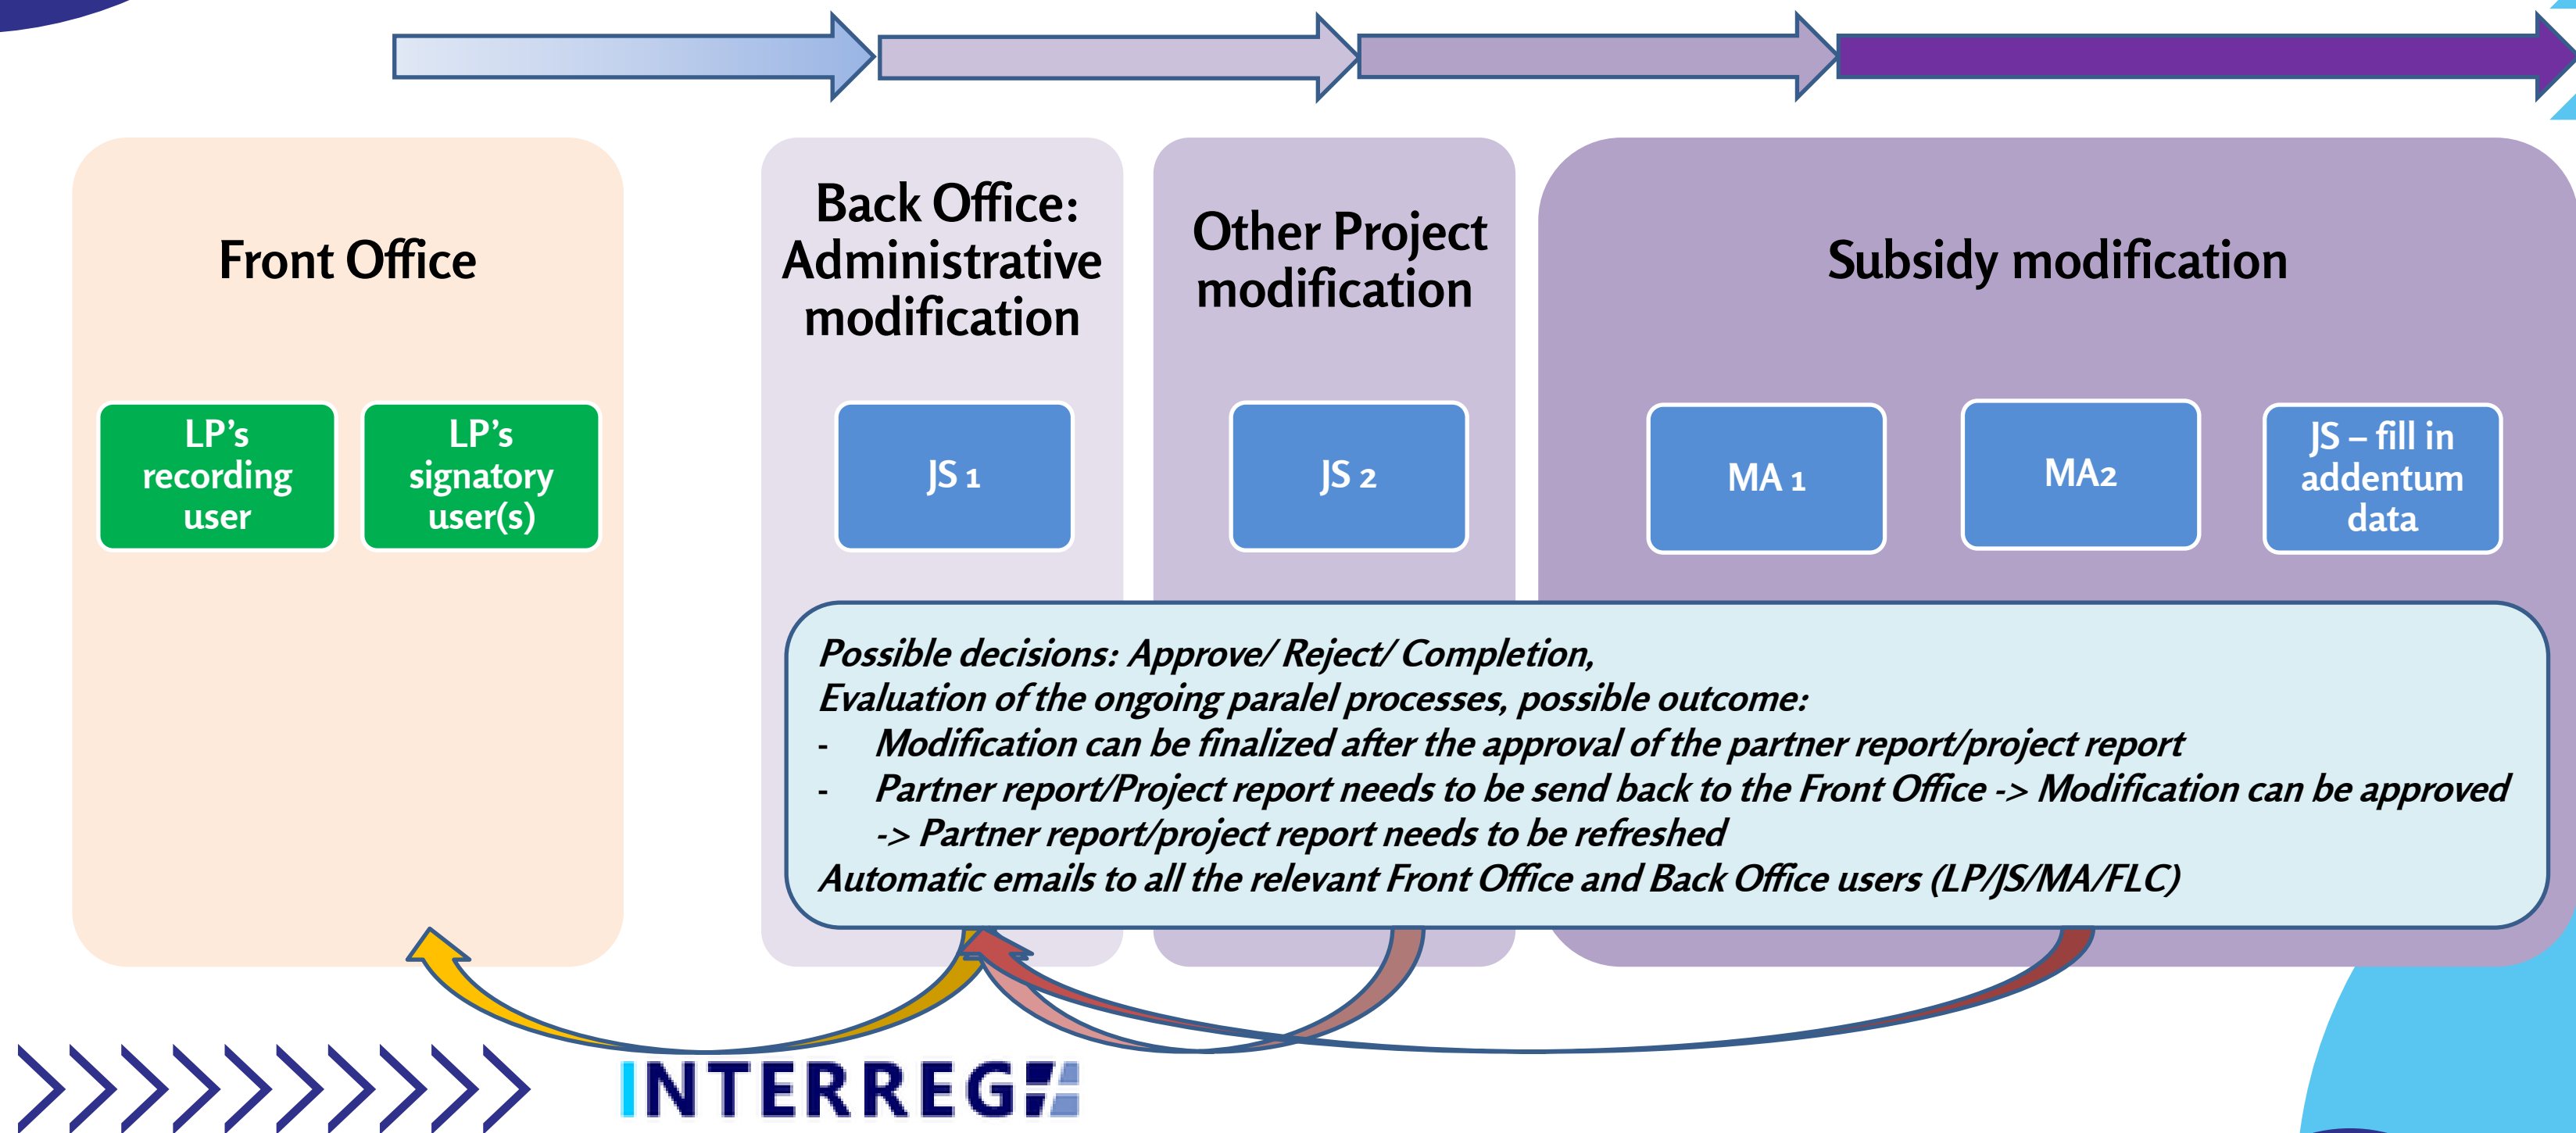 Front Office
Back Office:
Administrative
modification
Other Project
modification
Subsidy modification
LP’s
recording
user
LP’s
signatory
user(s)
JS 1
JS 2
MA 1
MA2
JS – fill in
addentum
data
Possible decisions: Approve/ Reject/ Completion,
Evaluation of the ongoing paralel processes, possible outcome:
- Modification can be finalized after the approval of the partner report/project report
- Partner report/Project report needs to be send back to the Front Office -> Modification can be approved
-> Partner report/project report needs to be refreshed
Automatic emails to all the relevant Front Office and Back Office users (LP/JS/MA/FLC)
INTERREG